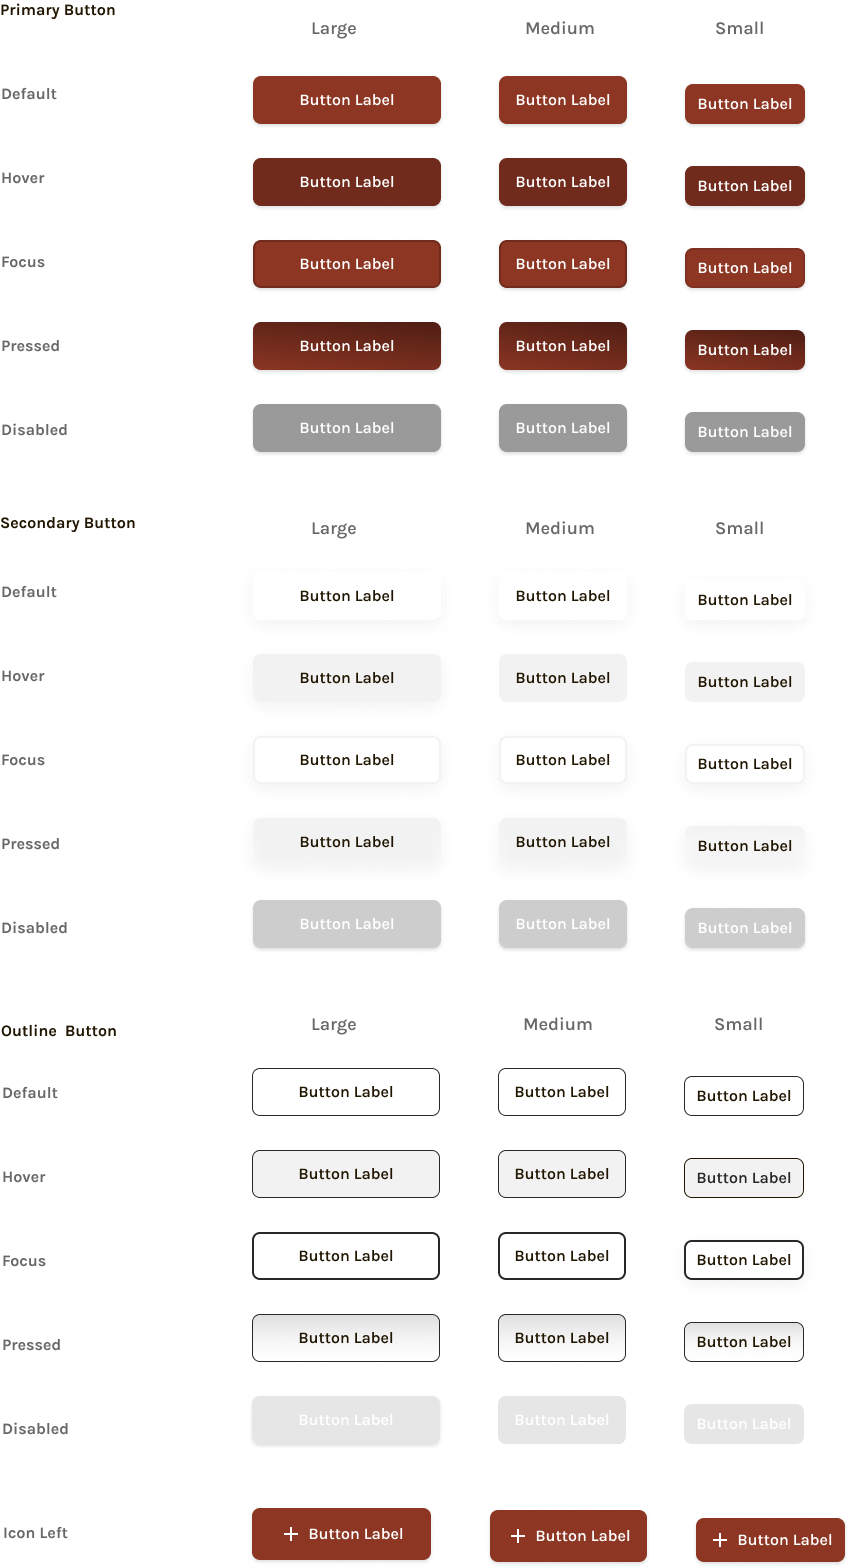 Primary Button
Large Medium Small
Default Button Label Button Label Button Label
Hover Button Label Button Label Button Label
Focus Button Label Button Label Button Label
Pressed Button Label Button Label Button Label
Disabled Button Label Button Label Button Label
Secondary Button Large Medium Small
Default Button Label Button Label Button Label
Hover Button Label Button Label Button Label
Focus Button Label Button Label Button Label
Pressed Button Label Button Label Button Label
Disabled Button Label Button Label Button Label
Outline Button Large Medium Small
Default Button Label Button Label Button Label
Hover Button Label Button Label Button Label
Focus Button Label Button Label Button Label
Pressed Button Label Button Label Button Label
Disabled Button Label Button Label Button Label
Icon Left + Button Label + Button Label + Button Label